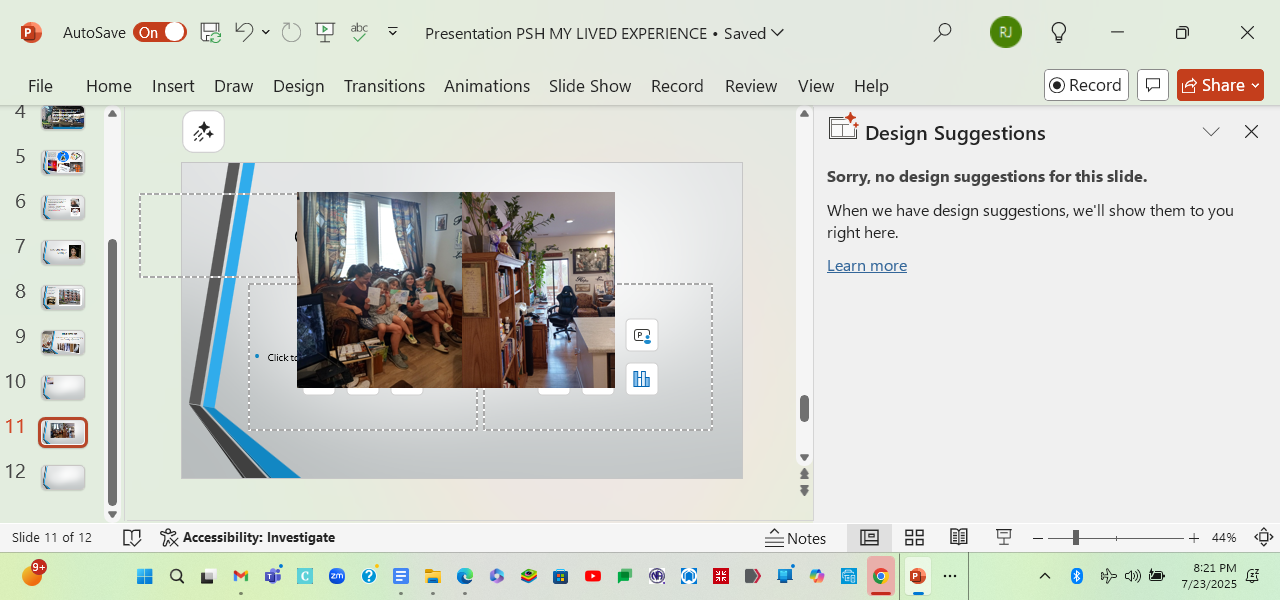 AutoSave On abc Presentation PSH MY LIVED EXPERIENCE • Saved RJ
File Home Insert Draw Design Transitions Animations Slide Show Record Review View Help Record Share
4
5
6
7
8
9
10
11
12
Click to
Design Suggestions
Sorry, no design suggestions for this slide.
When we have design suggestions, we'll show them to you
right here.
Learn more
Slide 11 of 12 Accessibility: Investigate Notes 44%
9+
8:21 PM
7/23/2025